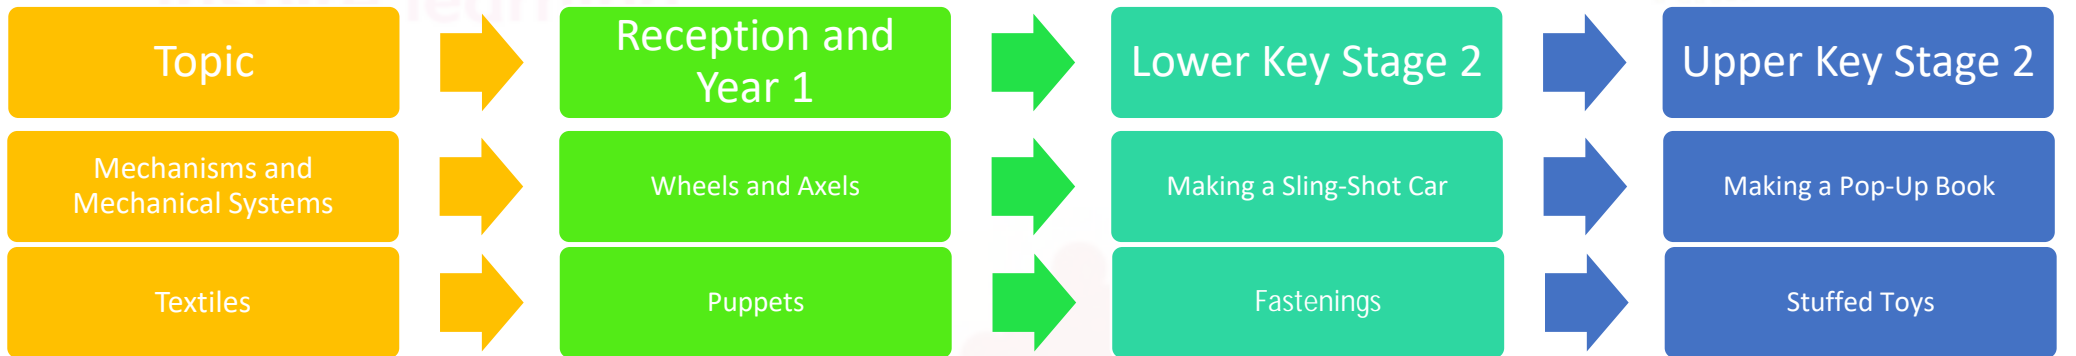 Topic
Reception and
Year 1
Lower Key Stage 2
Upper Key Stage 2
Mechanisms and
Mechanical Systems
Wheels and Axels
Making a Sling-Shot Car
Making a Pop-Up Book
Textiles
Puppets
Fastenings
Stuffed Toys